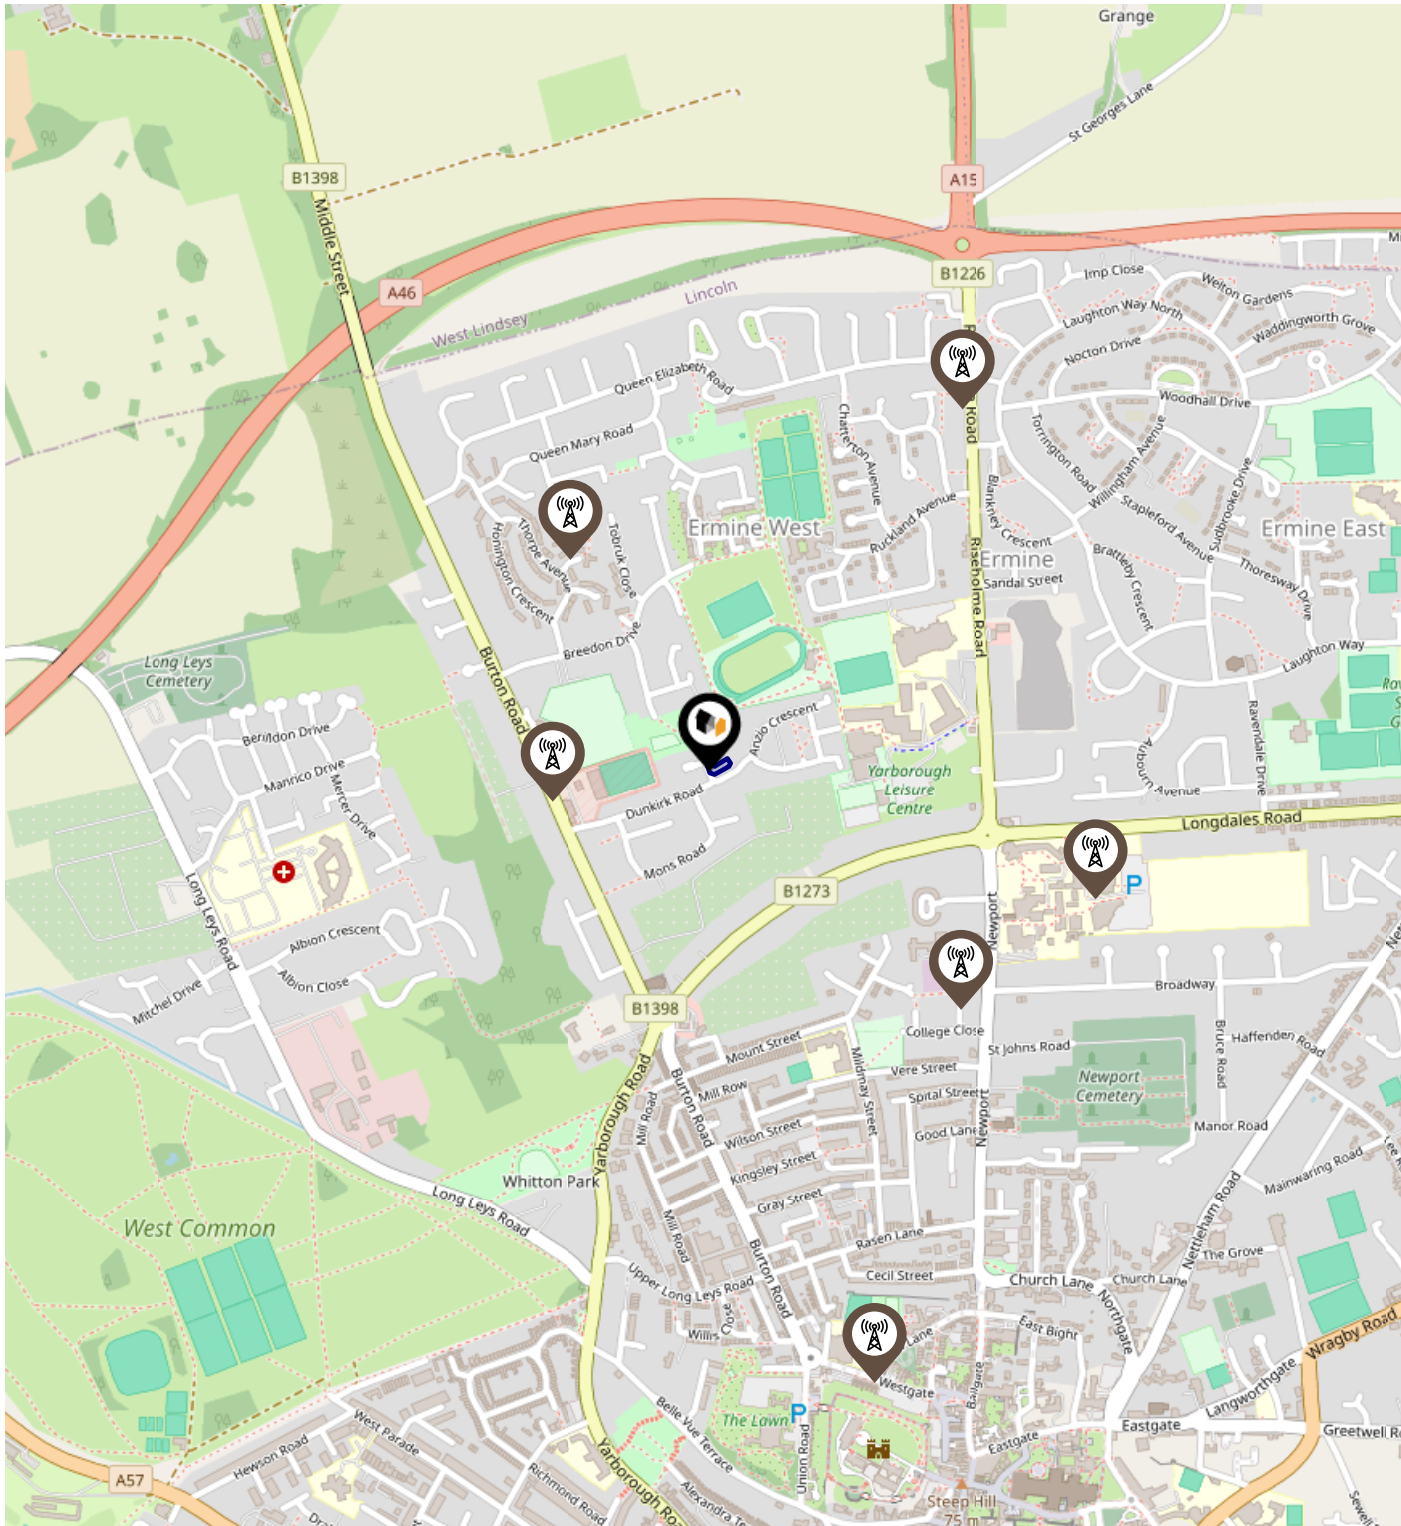 Grange
St Georges Lane
B1398
A15
Middle Street
B1226
Imp Close
A46
Lincoln
West Lindsey
Welton Gardens
Laughton Way North
Waddingworth Grove
Nocton Drive
Queen Elizabeth Road
Road
Woodhall Drive
Chatterton Avenue
Queen Mary Road
Torrington Road
Willingham Avenue
Sudbrooke Drive
Blankney Crescent
Stapleford Avenue
Ruckland Avenue
Ermine West
Ermine East
Honington Crescent
Thorpe Avenue
Tobruk Close
Riseholme Road
Ermine
Sandal Street
Brattleby Crescent
Thoresway Drive
Breedon Drive
Laughton Way
Long Leys
Cemetery
Burton Road
Anzio Crescent
Ravendale Drive
Manrico Drive
Mercer Drive
Yarborough
Leisure
Centre
Aubourn Avenue
Dunkirk Road
Longdales Road
Mons Road
P
B1273
Long Leys Road
Newport
Albion Crescent
Albion Close
Mitchel Drive
Broadway
B1398
College Close
St Johns Road
Bruce Road
Haffenden Road
Mount Street
Mildmay Street
Vere Street
Newport
Cemetery
Yarborough Road
Burton Road
Mill Row
Mill Road
Spital Street
Wilson Street
Good Lane
Newport
Manor Road
Kingsley Street
Mainwaring Road
Whitton Park
Gray Street
Long Leys Road
Nettleham Road
West Common
Mill Road
Burton Road
Rasen Lane
The Grove
Upper Long Leys Road
Cecil Street
Church Lane
Church Lane
Northgate
Willis Close
Lane
East Bight
Wragby Road
Westgate
Bailgate
Langworthgate
Belle Vue Terrace
The Lawn
P
West Parade
Union Road
Eastgate
Eastgate
Hewson Road
Yarborough
A57
Richmond Road
Steep Hill
75 m